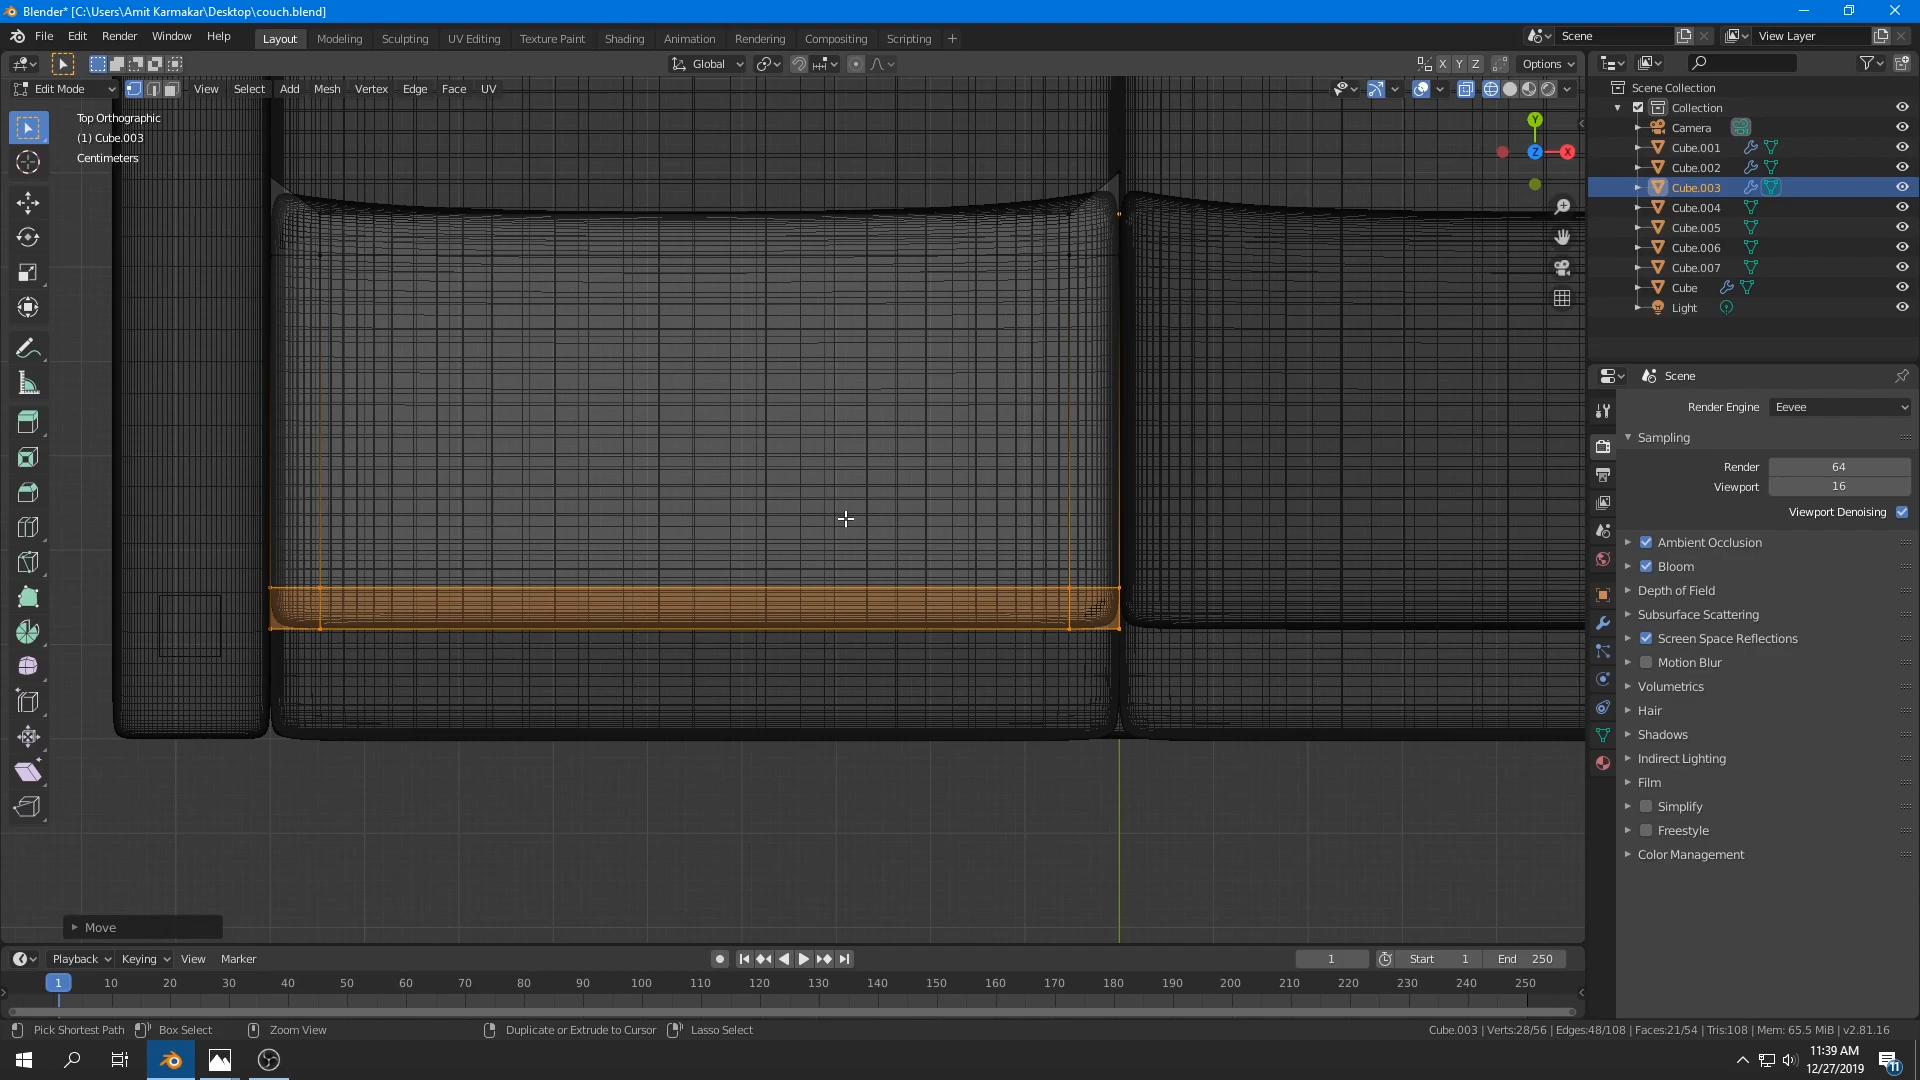 Blender* [C:\Users\Amit Karmakar\Desktop\couch.blend]
File Edit Render Window Help Layout Modeling Sculpting UV Editing Texture Paint Shading Animation Rendering Compositing Scripting + Scene View Layer
Global X Y Z Options
Edit Mode View Select Add Mesh Vertex Edge Face UV
Top Orthographic
(1) Cube.003
Centimeters
Y
Z
X
Scene Collection
Collection
Camera
Cube.001
Cube.002
Cube.003
Cube.004
Cube.005
Cube.006
Cube.007
Cube
Light
Scene
Render Engine Eevee
Sampling
Render 64
Viewport 16
Viewport Denoising
Ambient Occlusion
Bloom
Depth of Field
Subsurface Scattering
Screen Space Reflections
Motion Blur
Volumetrics
Hair
Shadows
Indirect Lighting
Film
Simplify
Freestyle
Color Management
Move
Playback Keying View Marker 1 Start 1 End 250
1 10 20 30 40 50 60 70 80 90 100 110 120 130 140 150 160 170 180 190 200 210 220 230 240 250
Pick Shortest Path Box Select Zoom View Duplicate or Extrude to Cursor Lasso Select Cube.003 | Verts:28/56 | Edges:48/108 | Faces:21/54 | Tris:108 | Mem: 65.5 MiB | v2.81.16
11:39 AM
12/27/2019
11